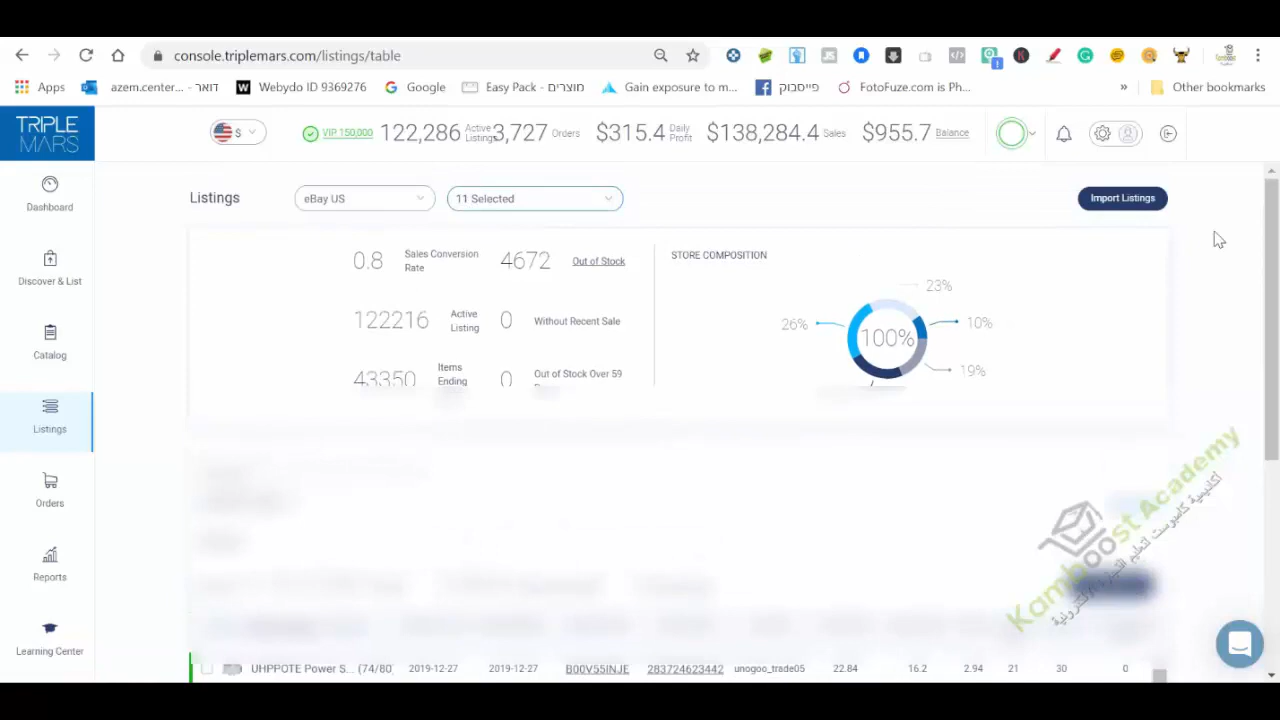 console.triplemars.com/listings/table
Apps
azem.center... - דואר
Webydo ID 9369276
Google
Easy Pack - מוצרים
Gain exposure to m...
פייסבוק
FotoFuze.com is Ph...
»
Other bookmarks
TRIPLE
MARS
$
VIP 150,000
122,286 Active Listings
3,727 Orders
$315.4 Daily Profit
$138,284.4 Sales
$955.7 Balance
Dashboard
Discover & List
Catalog
Listings
Orders
Reports
Learning Center
Listings
eBay US
11 Selected
Import Listings
0.8 Sales Conversion Rate
4672 Out of Stock
122216 Active Listing
0 Without Recent Sale
43350 Items Ending
0 Out of Stock Over 59
STORE COMPOSITION
23%
26%
100%
10%
19%
Kamboost Academy
أكاديمية كامبوست لتعليم التجارة الإلكترونية
UHPPOTE Power S... (74/80) 2019-12-27 2019-12-27 B00V55INJE 283724623442 unogoo_trade05 22.84 16.2 2.94 21 30 0